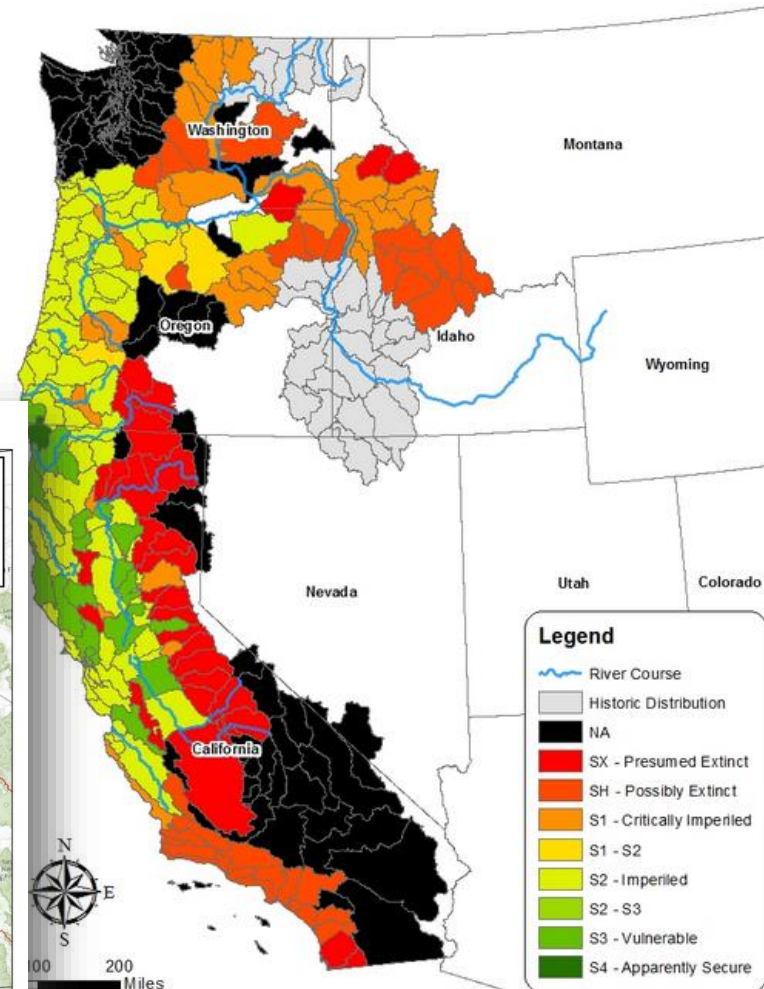 Washington
Montana
Oregon
Idaho
Wyoming
Nevada
Utah
Colorado
California
Legend
River Course
Historic Distribution
NA
SX - Presumed Extinct
SH - Possibly Extinct
S1 - Critically Imperiled
S1 - S2
S2 - Imperiled
S2 - S3
S3 - Vulnerable
S4 - Apparently Secure
N
E
S
00 200
Miles